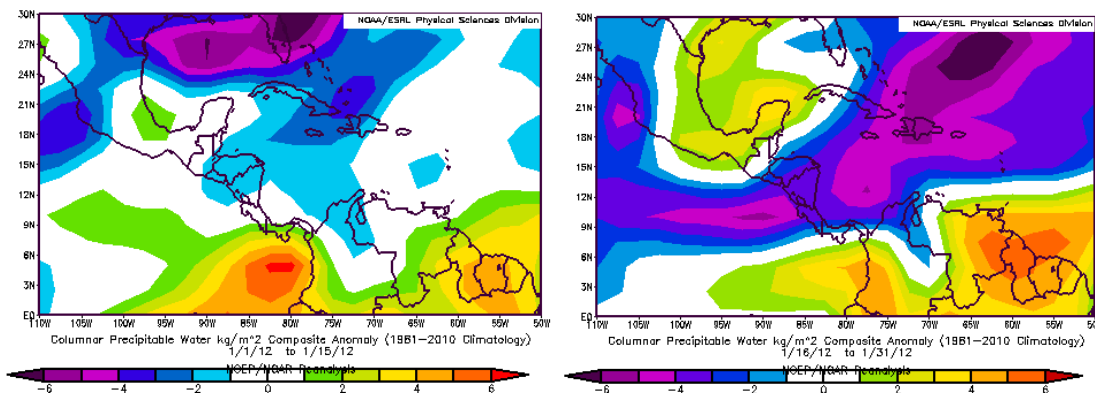 NOAA/ESRL Physical Sciences Division
30N
27N
24N
21N
18N
15N
12N
9N
6N
3N
EQ
110W 105W 100W 95W 90W 85W 80W 75W 70W 65W 60W 55W 50W
Columnar Precipitable Water kg/m^2 Composite Anomaly (1981-2010 Climatology)
1/1/12 to 1/15/12
NCEP/NCAR Reanalysis
-6 -4 -2 0 2 4 6
NOAA/ESRL Physical Sciences Division
30N
27N
24N
21N
18N
15N
12N
9N
6N
3N
EQ
110W 105W 100W 95W 90W 85W 80W 75W 70W 65W 60W 55W 50W
Columnar Precipitable Water kg/m^2 Composite Anomaly (1981-2010 Climatology)
1/16/12 to 1/31/12
NCEP/NCAR Reanalysis
-6 -4 -2 0 2 4 6